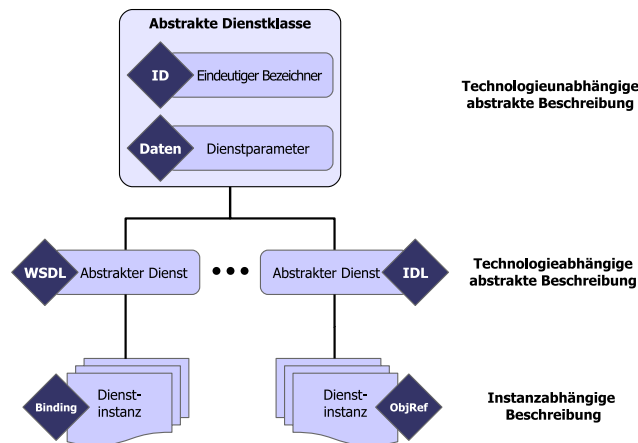 Abstrakte Dienstklasse
ID
Eindeutiger Bezeichner
Daten
Dienstparameter
Technologieunabhängige
abstrakte Beschreibung
WSDL
Abstrakter Dienst
Abstrakter Dienst
IDL
Technologieabhängige
abstrakte Beschreibung
Binding
Dienst-
instanz
Dienst-
instanz
ObjRef
Instanzabhängige
Beschreibung